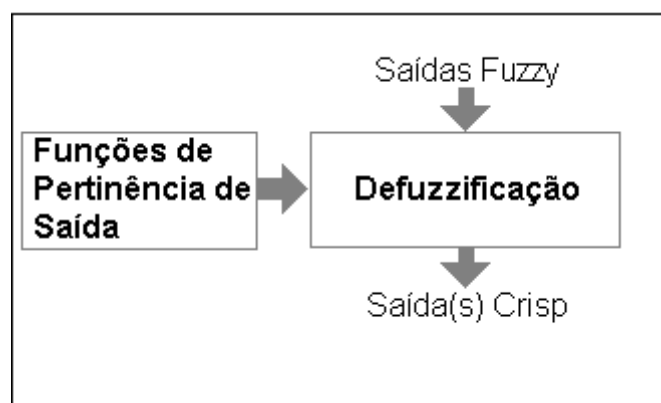 Saídas Fuzzy
Funções de
Pertinência de
Saída
Defuzzificação
Saída(s) Crisp